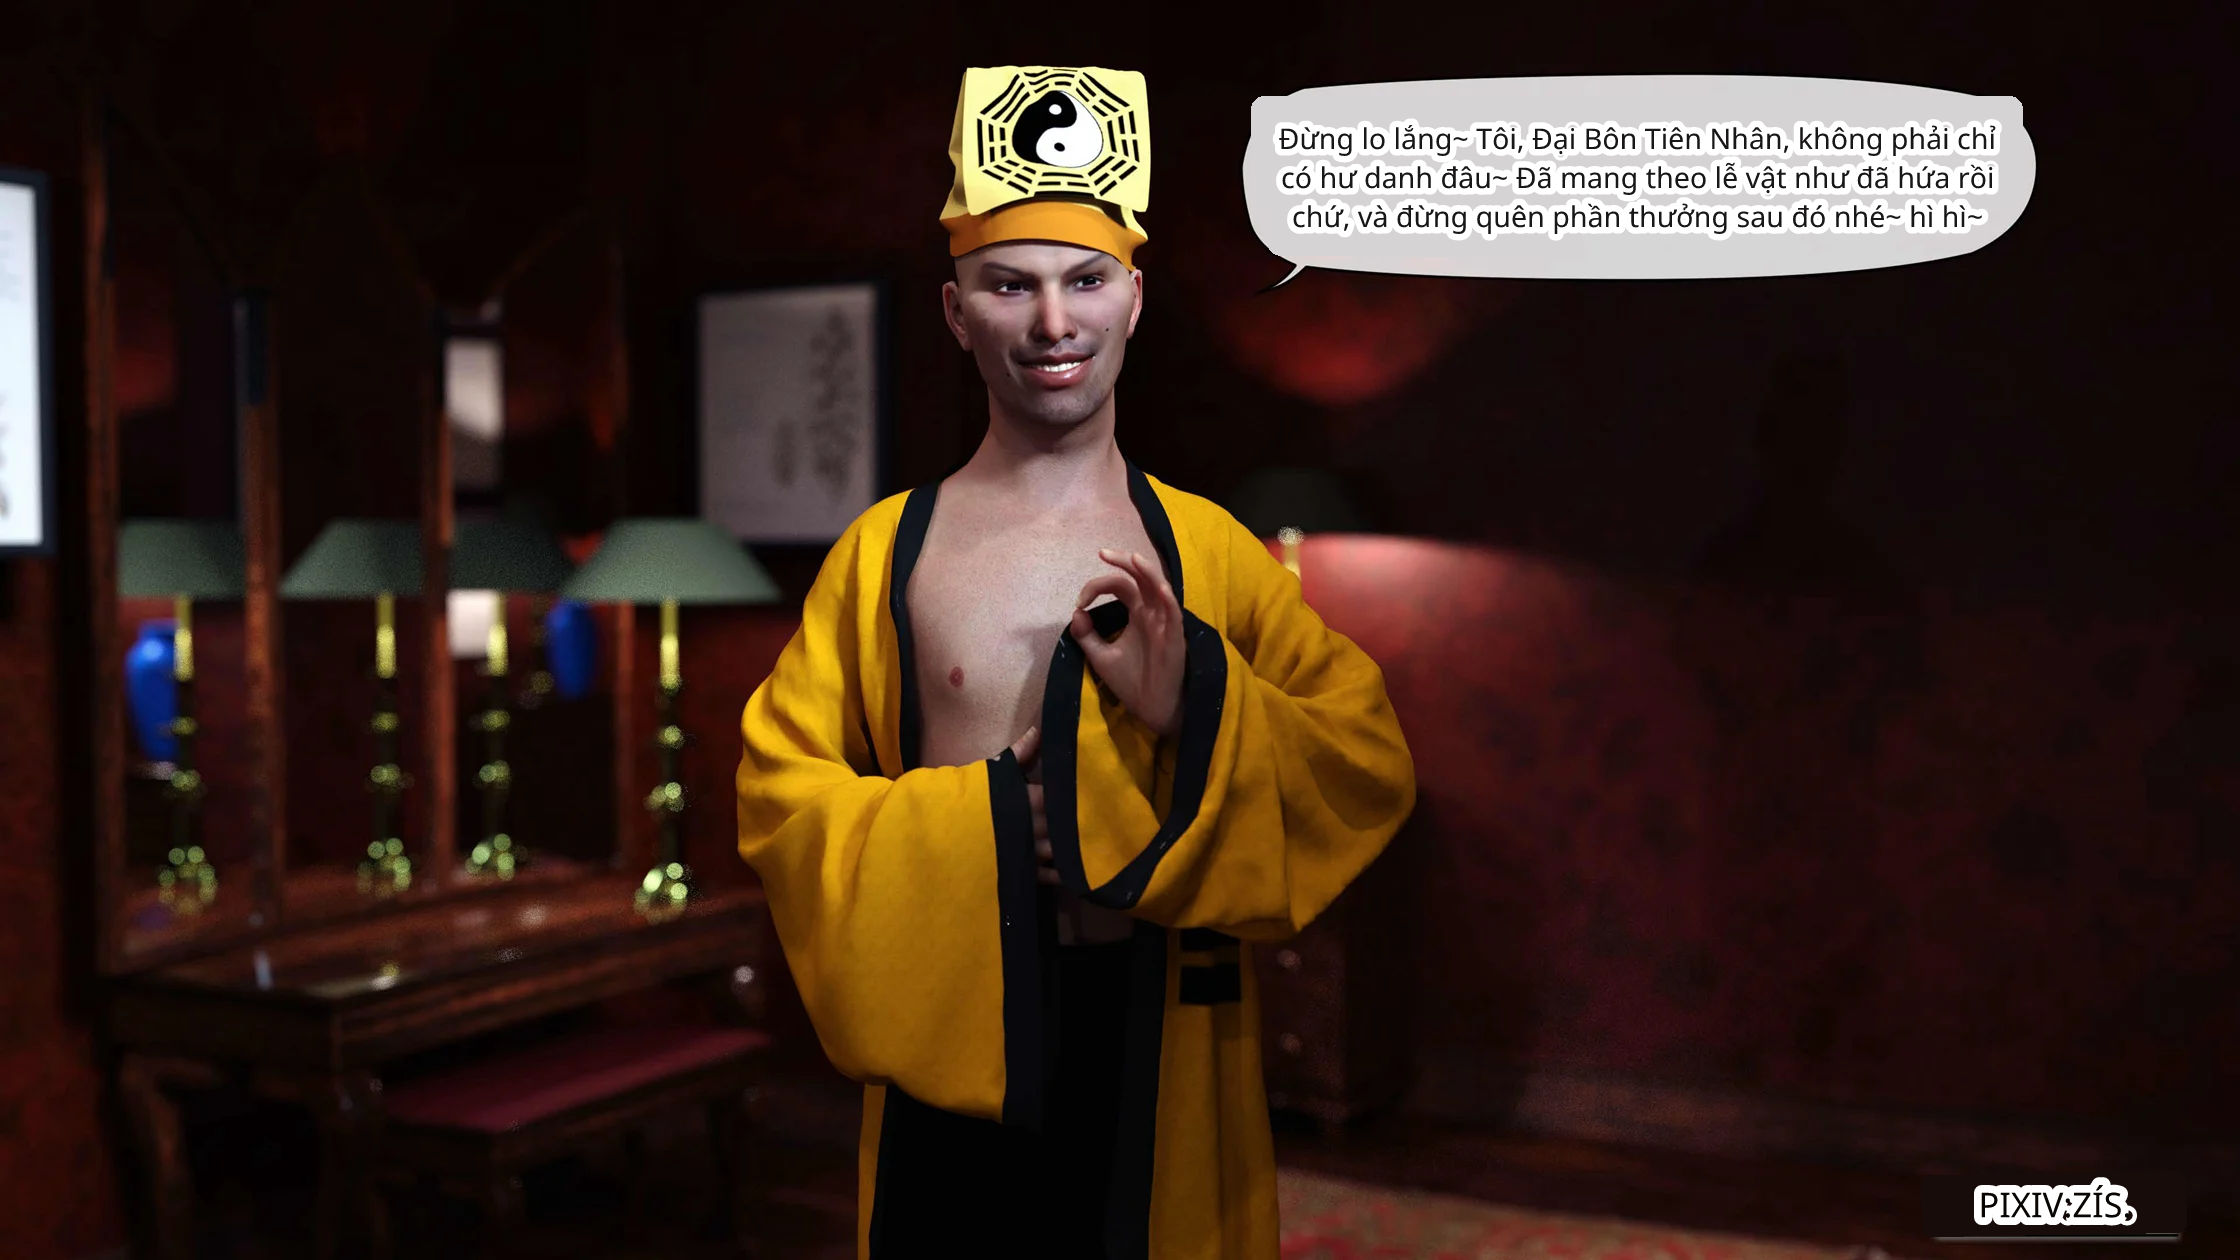 Đừng lo lắng~ Tôi, Đại Bôn Tiên Nhân, không phải chỉ
có hư danh đâu~ Đã mang theo lễ vật như đã hứa rồi
chứ, và đừng quên phần thưởng sau đó nhé~ hì hì~
PIXIV:ZÍS,